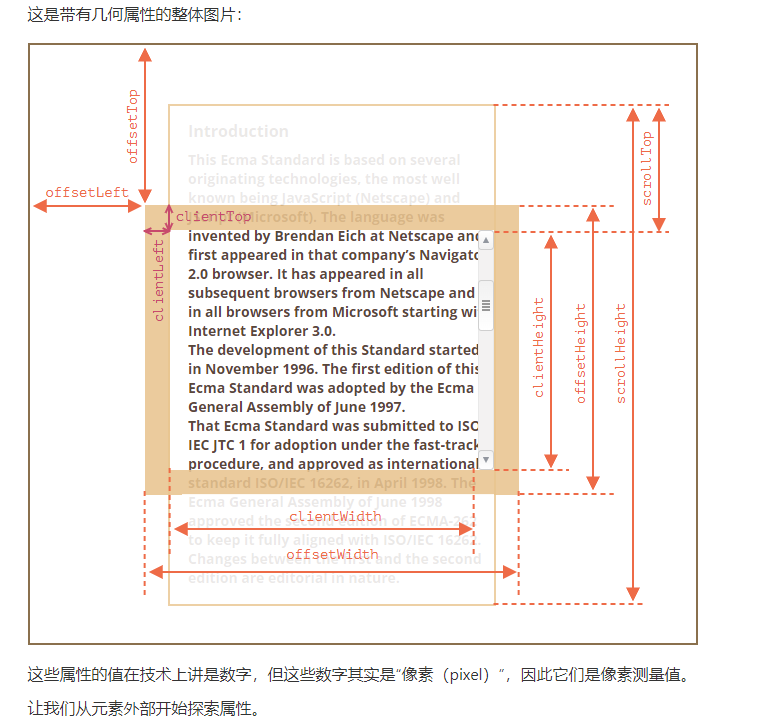 这是带有几何属性的整体图片：
offsetTop
offsetLeft
Introduction
This Ecma Standard is based on several
originating technologies, the most well
known being JavaScript (Netscape) and
(Microsoft). The language was
clientTop
clientLeft
invented by Brendan Eich at Netscape and
first appeared in that company's Navigato
2.0 browser. It has appeared in all
subsequent browsers from Netscape and
in all browsers from Microsoft starting wi
Internet Explorer 3.0.
The development of this Standard started
in November 1996. The first edition of this
Ecma Standard was adopted by the Ecma
General Assembly of June 1997.
That Ecma Standard was submitted to ISO
IEC JTC 1 for adoption under the fast-track
procedure, and approved as international
standard ISO/IEC 16262, in April 1998. The
Ecma General Assembly of June 1998
approved the second edition of ECMA-26
to keep it fully aligned with ISO/IEC 16262.
Changes between the first and the second
edition are editorial in nature.
clientWidth
offsetWidth
scrollTop
clientHeight
offsetHeight
scrollHeight
这些属性的值在技术上讲是数字，但这些数字其实是“像素（pixel）”，因此它们是像素测量值。
让我们从元素外部开始探索属性。